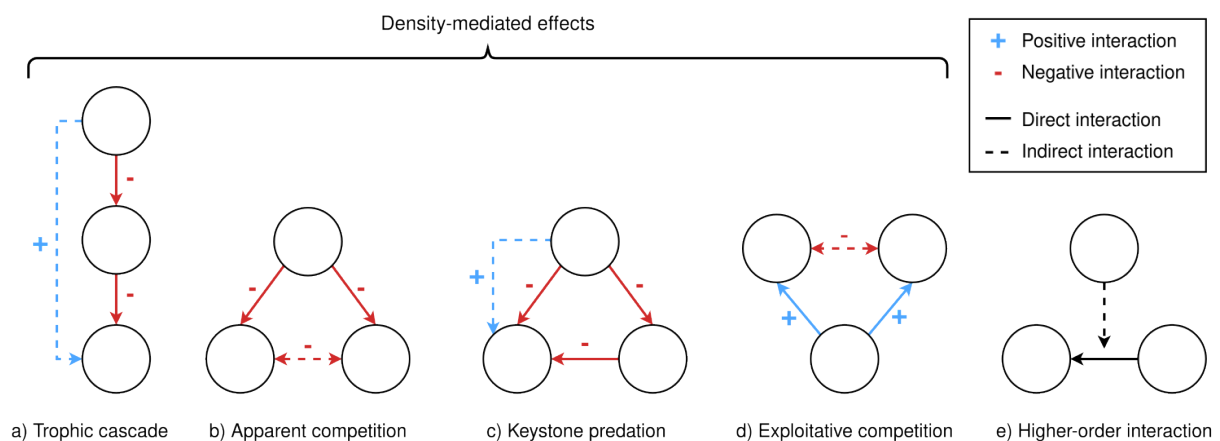 Density-mediated effects
+ Positive interaction
- Negative interaction
Direct interaction
Indirect interaction
-
+
-
-
-
-
+
-
-
-
-
+
+
a) Trophic cascade
b) Apparent competition
c) Keystone predation
d) Exploitative competition
e) Higher-order interaction